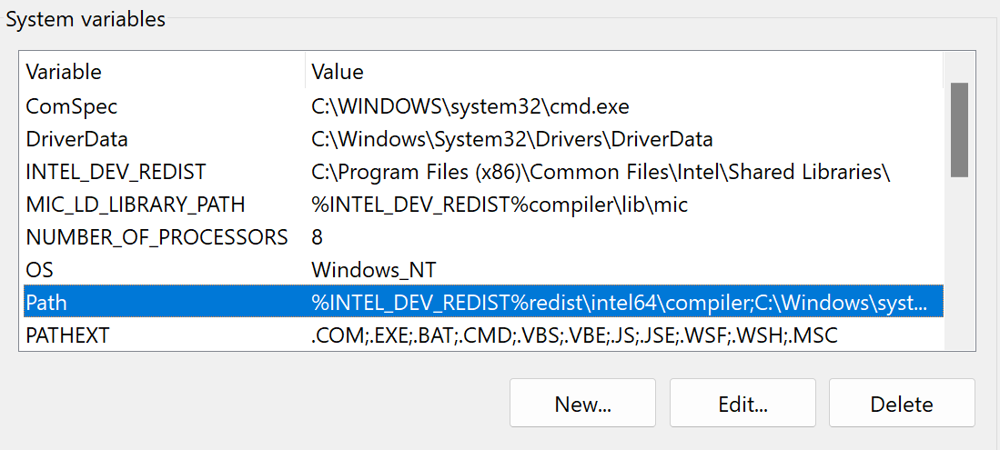 System variables
Variable Value
ComSpec C:\WINDOWS\system32\cmd.exe
DriverData C:\Windows\System32\Drivers\DriverData
INTEL_DEV_REDIST C:\Program Files (x86)\Common Files\Intel\Shared Libraries\
MIC_LD_LIBRARY_PATH %INTEL_DEV_REDIST%compiler\lib\mic
NUMBER_OF_PROCESSORS 8
OS Windows_NT
Path %INTEL_DEV_REDIST%redist\intel64\compiler;C:\Windows\syst...
PATHEXT .COM;.EXE;.BAT;.CMD;.VBS;.VBE;.JS;.JSE;.WSF;.WSH;.MSC
New... Edit... Delete